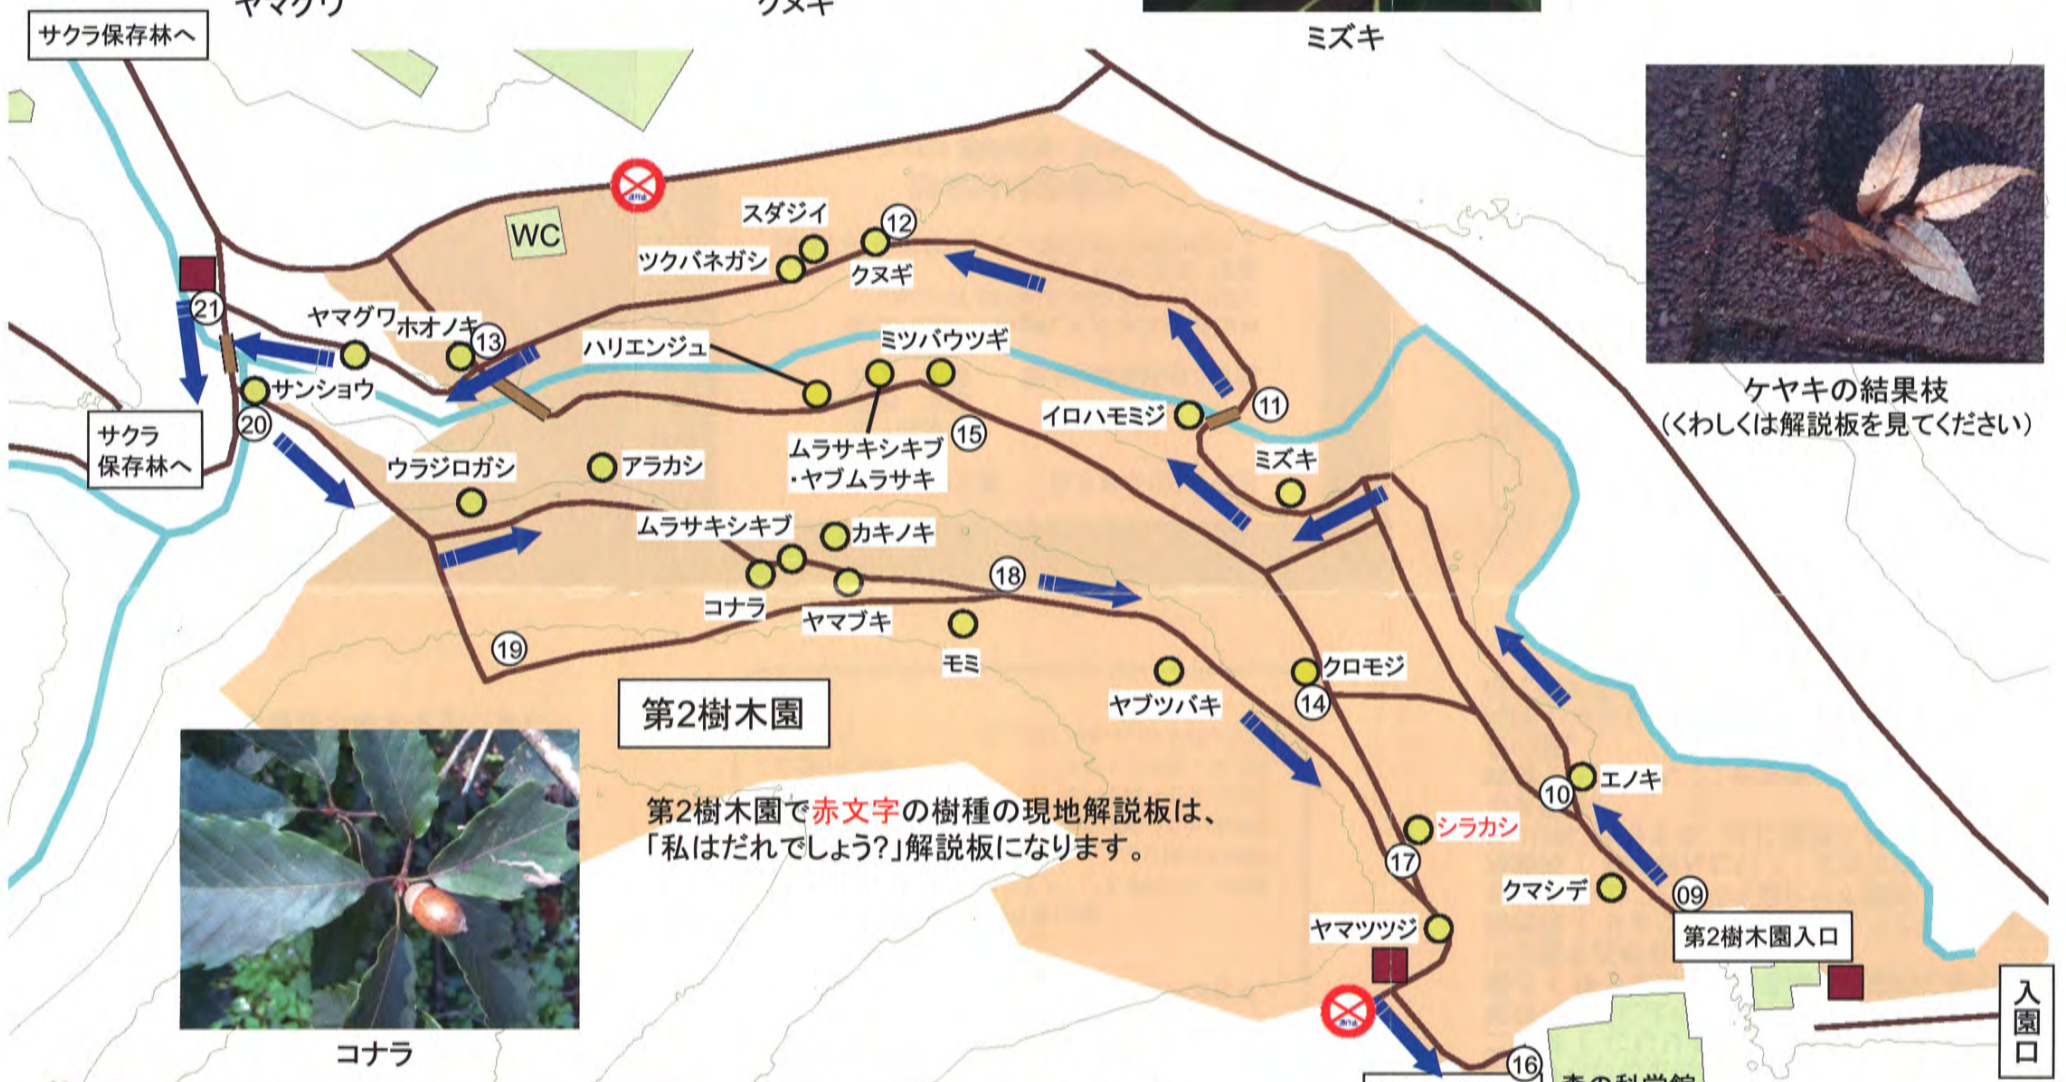 ヤマグワ
クヌギ
ミズキ
サクラ保存林へ
WC
スダジイ
⑫
ツクバネガシ
クヌギ
㉑
ヤマグワ
ホオノキ
⑬
ハリエンジュ
ミツバウツギ
ケヤキの結果枝
(くわしくは解説板を見てください)
サンショウ
イロハモミジ
⑪
⑳
サクラ
保存林へ
ムラサキシキブ
・ヤブムラサキ
⑮
ミズキ
ウラジロガシ
アラカシ
ムラサキシキブ
カキノキ
⑱
コナラ
ヤマブキ
⑲
モミ
クロモジ
ヤブツバキ
⑭
第2樹木園
エノキ
⑩
第2樹木園で赤文字の樹種の現地解説板は、
「私はだれでしょう?」解説板になります。
シラカシ
⑰
クマシデ
09
ヤマツツジ
第2樹木園入口
入園口
コナラ
⑯
森の科学館